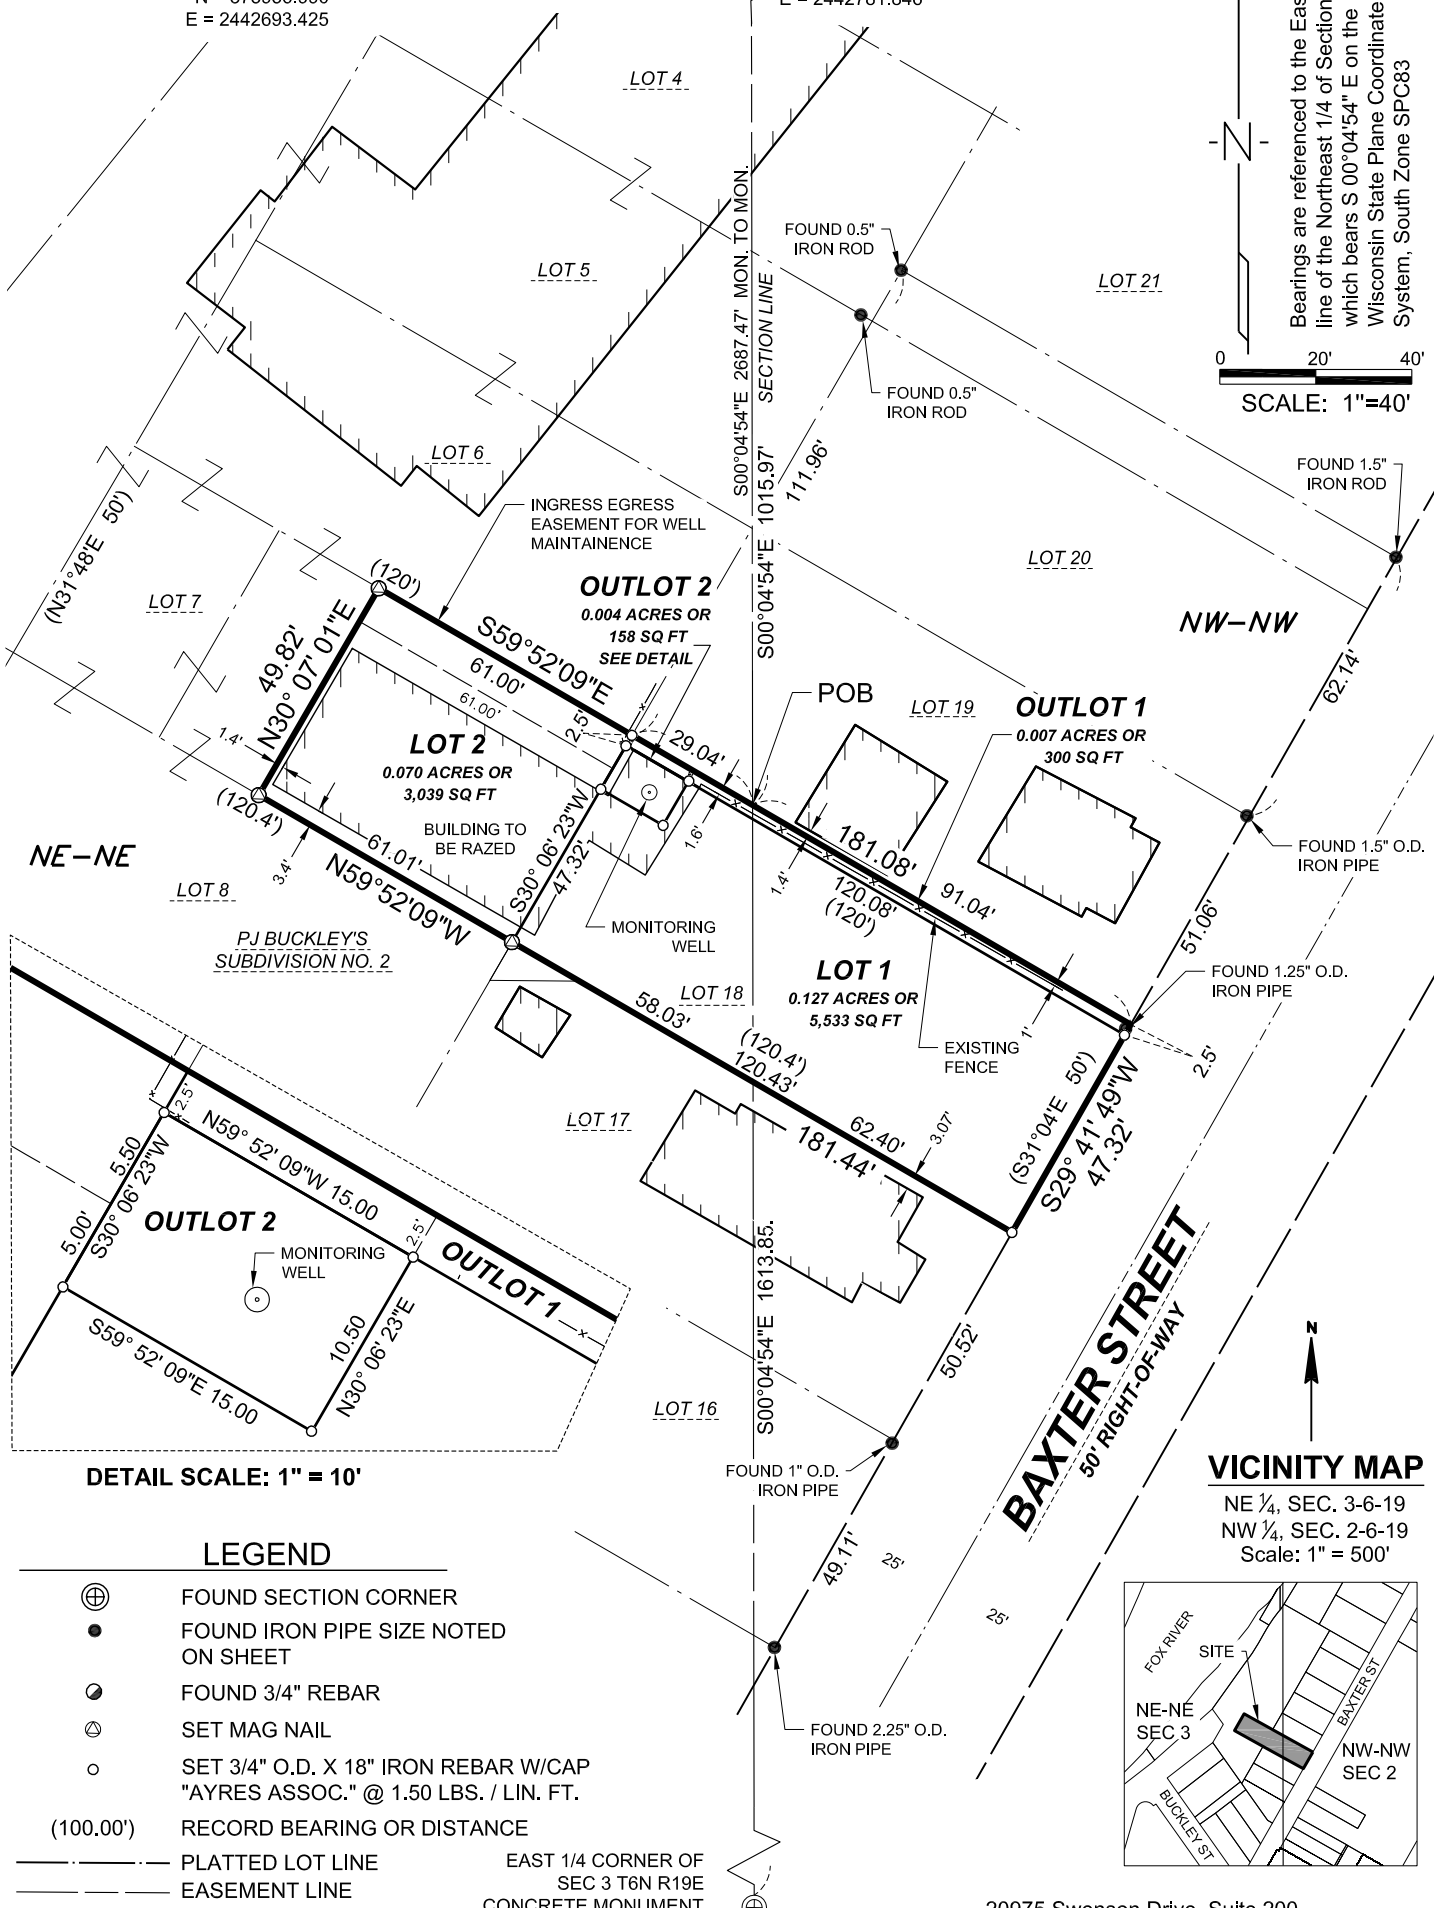 E = 2442693.425
LOT 4
Bearings are referenced to the Eas
line of the Northeast 1/4 of Section
which bears S 00°04'54" E on the
Wisconsin State Plane Coordinate
System, South Zone SPC83
N
0 20' 40'
SCALE: 1"=40'
S00°04'54"E 2687.47' MON. TO MON.
SECTION LINE
FOUND 0.5"
IRON ROD
LOT 5
LOT 21
FOUND 0.5"
IRON ROD
LOT 6
S00°04'54"E 1015.97'
111.96'
FOUND 1.5"
IRON ROD
(N31°48'E 50')
INGRESS EGRESS
EASEMENT FOR WELL
MAINTAINENCE
LOT 20
(120')
OUTLOT 2
0.004 ACRES OR
158 SQ FT
SEE DETAIL
LOT 7
NW-NW
49.82'
N30° 07' 01"E
S59°52'09"E
61.00'
61.00'
2.5'
62.14'
POB
LOT 19
OUTLOT 1
0.007 ACRES OR
300 SQ FT
1.4'
LOT 2
0.070 ACRES OR
3,039 SQ FT
29.04'
(120.4')
BUILDING TO
BE RAZED
1.6'
181.08'
FOUND 1.5" O.D.
IRON PIPE
NE-NE
3.4'
61.01'
N59°52'09"W
S30° 06' 23"W
47.32'
1.4'
120.08'
(120')
91.04'
LOT 8
MONITORING
WELL
51.06'
PJ BUCKLEY'S
SUBDIVISION NO. 2
LOT 1
0.127 ACRES OR
5,533 SQ FT
FOUND 1.25" O.D.
IRON PIPE
LOT 18
58.03'
1'
EXISTING
FENCE
2.5'
(120.4')
120.43'
(S31°04'E 50')
S29° 41' 49"W
47.32'
LOT 17
62.40'
181.44'
3.07'
2.5'
N59° 52' 09"W 15.00
5.50
5.00'
S30° 06' 23"W
OUTLOT 2
2.5'
MONITORING
WELL
OUTLOT 1
10.50
N30° 06' 23"E
S59° 52' 09"E 15.00
DETAIL SCALE: 1" = 10'
S00°04'54"E 1613.85.
S00°04'54"E
50.52'
BAXTER STREET
50' RIGHT-OF-WAY
LOT 16
FOUND 1" O.D.
IRON PIPE
49.11'
25'
25'
FOUND 2.25" O.D.
IRON PIPE
N
VICINITY MAP
NE ¼, SEC. 3-6-19
NW ¼, SEC. 2-6-19
Scale: 1" = 500'
FOX RIVER
SITE
BAXTER ST
NE-NE
SEC 3
NW-NW
SEC 2
BUCKLEY ST
LEGEND
FOUND SECTION CORNER
FOUND IRON PIPE SIZE NOTED
ON SHEET
FOUND 3/4" REBAR
SET MAG NAIL
SET 3/4" O.D. X 18" IRON REBAR W/CAP
"AYRES ASSOC." @ 1.50 LBS. / LIN. FT.
(100.00') RECORD BEARING OR DISTANCE
PLATTED LOT LINE
EASEMENT LINE
EAST 1/4 CORNER OF
SEC 3 T6N R19E
CONCRETE MONUMENT
20975 Swenson Drive, Suite 200